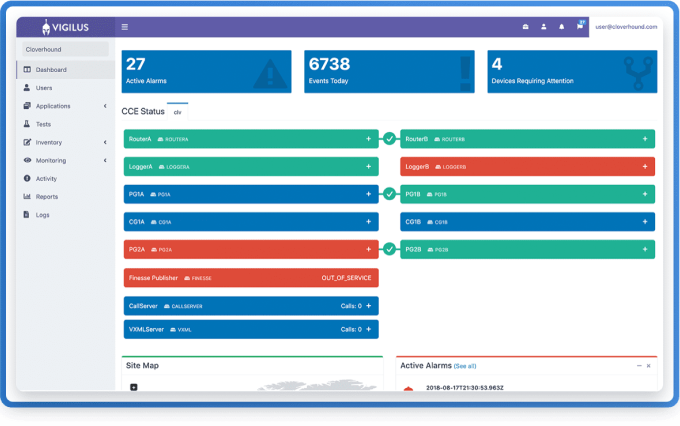 VIGILUS
27
user@cloverhound.com
Cloverhound
Dashboard
Users
Applications
Tests
Inventory
Monitoring
Activity
Reports
Logs
27
Active Alarms
6738
Events Today
4
Devices Requiring Attention
CCE Status
clv
RouterA ROUTERA
RouterB ROUTERB
LoggerA LOGGERA
LoggerB LOGGERB
PG1A PG1A
PG1B PG1B
CG1A CG1A
CG1B CG1B
PG2A PG2A
PG2B PG2B
Finesse Publisher FINESSE OUT_OF_SERVICE
CallServer CALLSERVER Calls: 0
VXMLServer VXML Calls: 0
Site Map
Active Alarms (See all)
2018-08-17T21:30:53.963Z